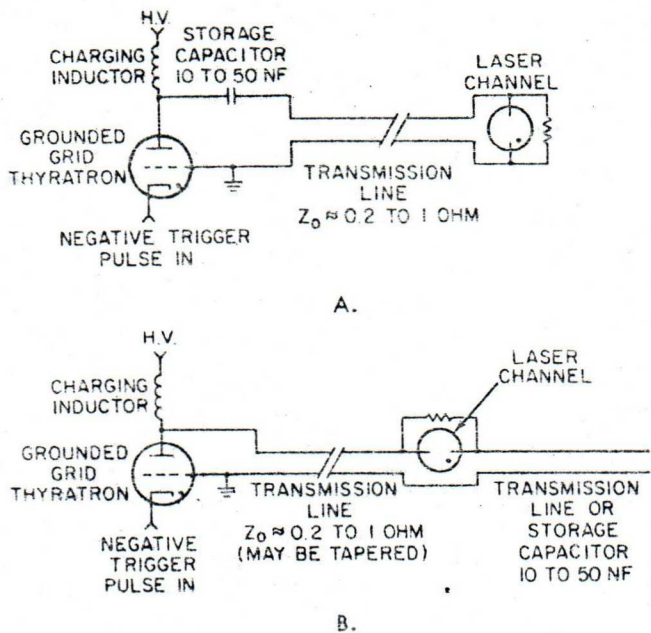 H.V.
CHARGING
INDUCTOR
STORAGE
CAPACITOR
10 TO 50 NF
LASER
CHANNEL
GROUNDED
GRID
THYRATRON
TRANSMISSION
LINE
Z₀ ≈ 0.2 TO 1 OHM
NEGATIVE TRIGGER
PULSE IN
A.
H.V.
CHARGING
INDUCTOR
LASER
CHANNEL
GROUNDED
GRID
THYRATRON
TRANSMISSION
LINE
Z₀ ≈ 0.2 TO 1 OHM
(MAY BE TAPERED)
TRANSMISSION
LINE OR
STORAGE
CAPACITOR
10 TO 50 NF
NEGATIVE
TRIGGER
PULSE IN
B.